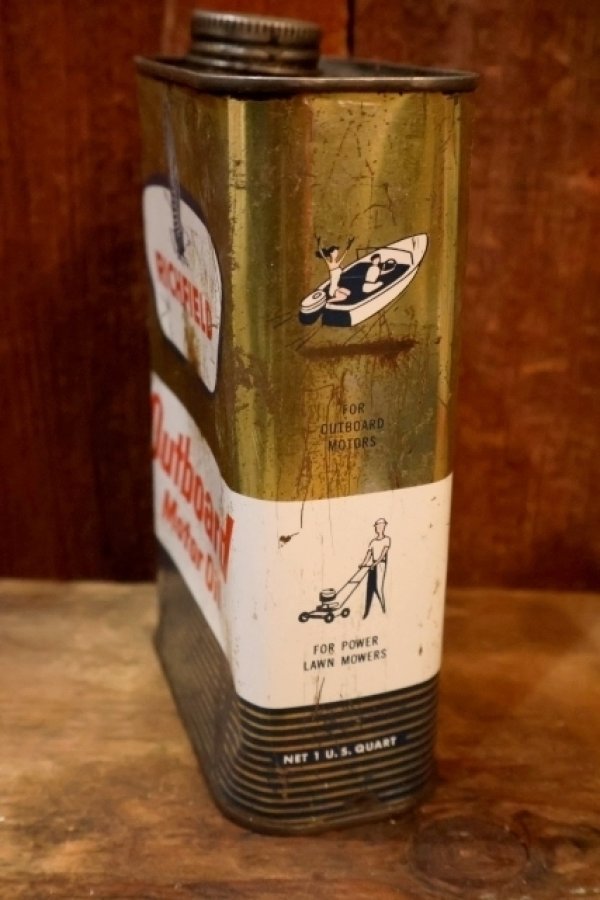 RICHFIELD
Outboard
Motor Oil
FOR
OUTBOARD
MOTORS
FOR POWER
LAWN MOWERS
NET 1 U. S. QUART